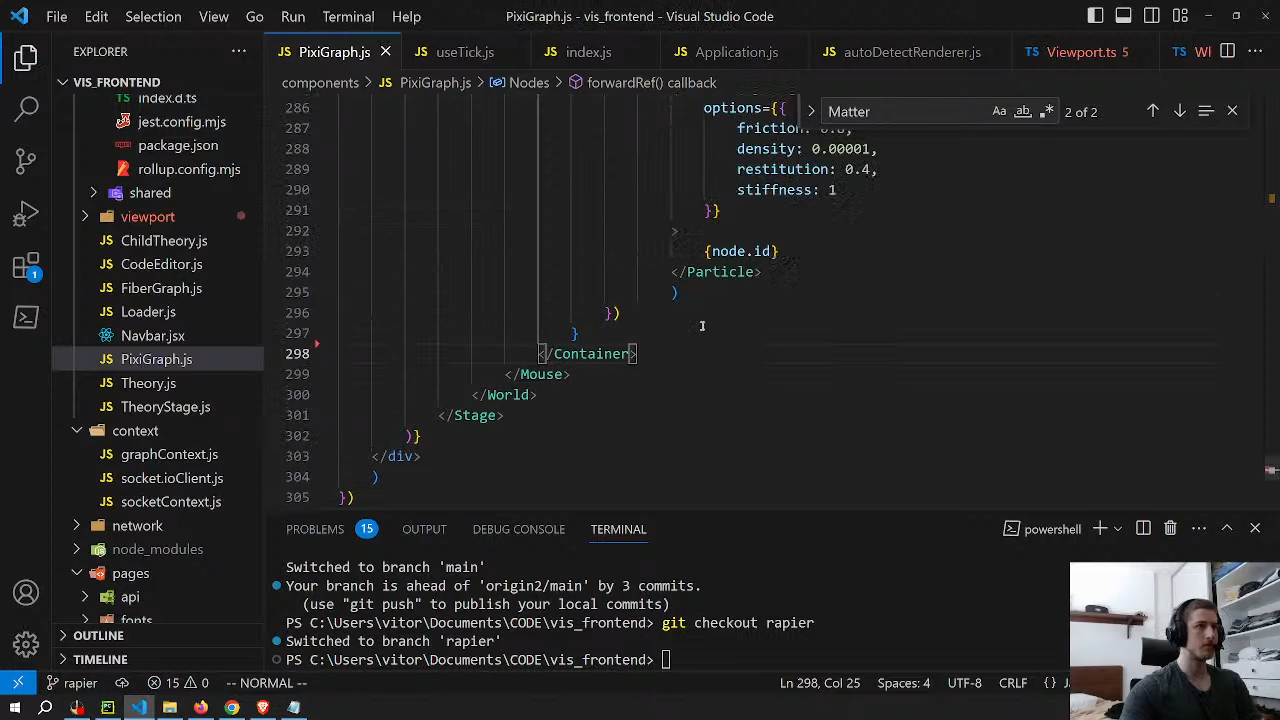 File Edit Selection View Go Run Terminal Help
PixiGraph.js - vis_frontend - Visual Studio Code
EXPLORER
VIS_FRONTEND
index.d.ts
jest.config.mjs
package.json
rollup.config.mjs
shared
viewport
ChildTheory.js
CodeEditor.js
FiberGraph.js
Loader.js
Navbar.jsx
PixiGraph.js
Theory.js
TheoryStage.js
context
graphContext.js
socket.ioClient.js
socketContext.js
network
node_modules
pages
api
fonts
OUTLINE
TIMELINE
PixiGraph.js
useTick.js
index.js
Application.js
autoDetectRenderer.js
Viewport.ts 5
components > PixiGraph.js > Nodes > forwardRef() callback
Matter
Aa ab .* 2 of 2
286 options={{
287 friction: 0.8,
288 density: 0.00001,
289 restitution: 0.4,
290 stiffness: 1
291 }}
292 >
293 {node.id}
294 </Particle>
295 )
296 })
297 }
298 </Container>
299 </Mouse>
300 </World>
301 </Stage>
302 )}
303 </div>
304 )
305 })
PROBLEMS 15 OUTPUT DEBUG CONSOLE TERMINAL
powershell
Switched to branch 'main'
Your branch is ahead of 'origin2/main' by 3 commits.
(use "git push" to publish your local commits)
PS C:\Users\vitor\Documents\CODE\vis_frontend> git checkout rapier
Switched to branch 'rapier'
PS C:\Users\vitor\Documents\CODE\vis_frontend>
1
rapier 15 0 -- NORMAL -- Ln 298, Col 25 Spaces: 4 UTF-8 CRLF {}